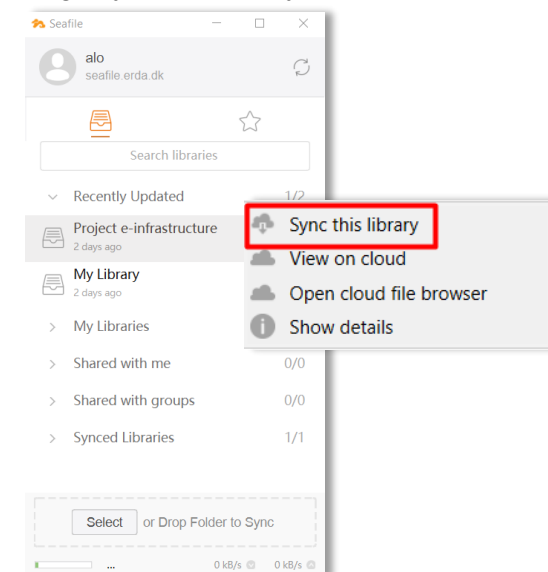 Seafile
alo
seafile.erda.dk
Search libraries
Recently Updated 1/2
Project e-infrastructure
2 days ago
My Library
2 days ago
My Libraries
Shared with me 0/0
Shared with groups 0/0
Synced Libraries 1/1
Sync this library
View on cloud
Open cloud file browser
Show details
Select or Drop Folder to Sync
... 0 kB/s 0 kB/s